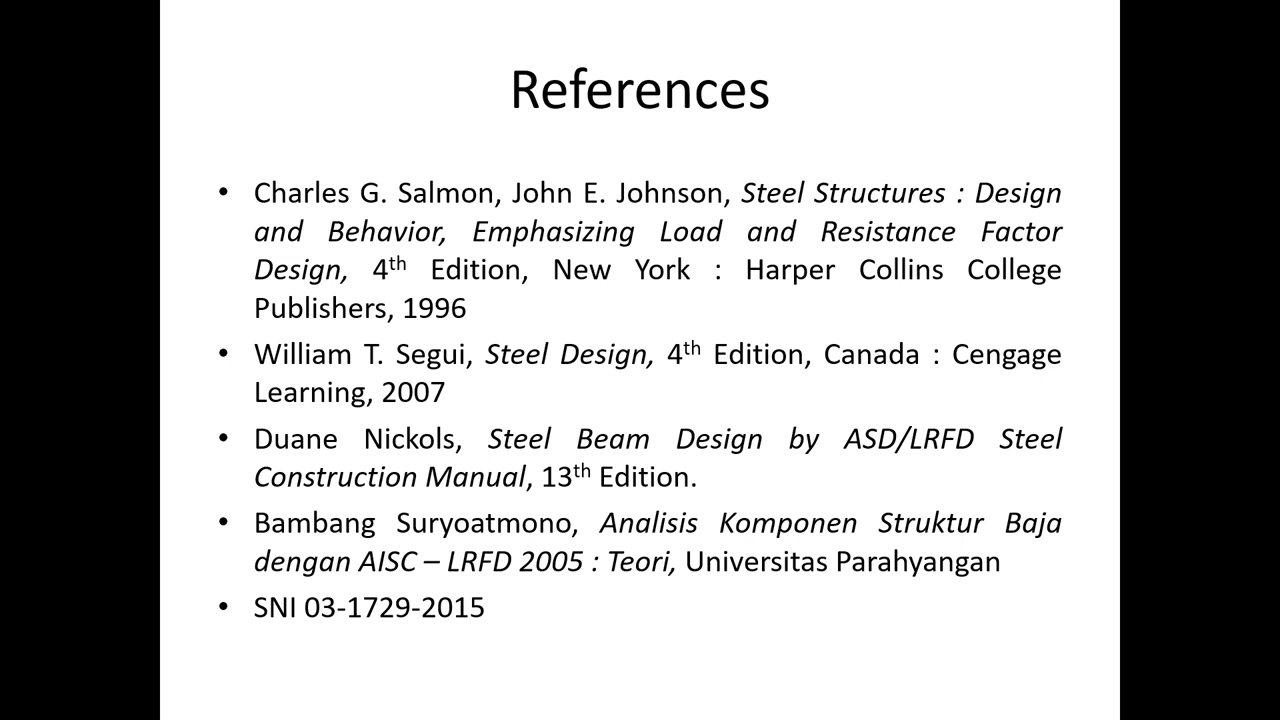 References
• Charles G. Salmon, John E. Johnson, Steel Structures : Design
and Behavior, Emphasizing Load and Resistance Factor
Design, 4th Edition, New York : Harper Collins College
Publishers, 1996
• William T. Segui, Steel Design, 4th Edition, Canada : Cengage
Learning, 2007
• Duane Nickols, Steel Beam Design by ASD/LRFD Steel
Construction Manual, 13th Edition.
• Bambang Suryoatmono, Analisis Komponen Struktur Baja
dengan AISC – LRFD 2005 : Teori, Universitas Parahyangan
• SNI 03-1729-2015